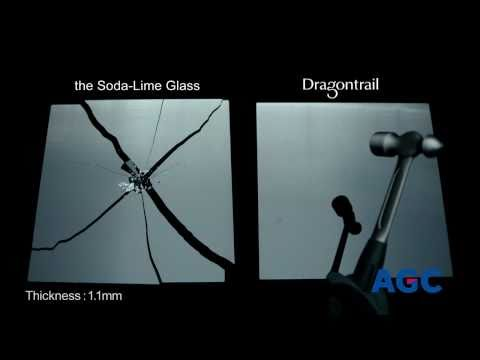 the Soda-Lime Glass
Dragontrail
AGC
Thickness : 1.1mm